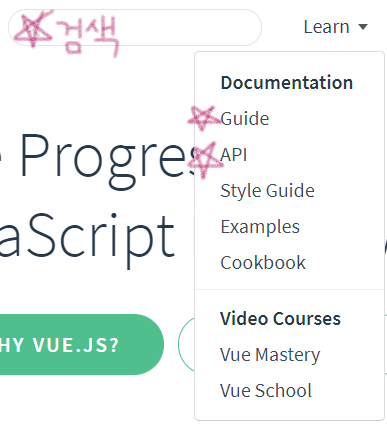 검색
Learn
Documentation
Guide
API
Style Guide
Examples
Cookbook
Video Courses
Vue Mastery
Vue School
e Progres
aScript
HY VUE.JS?